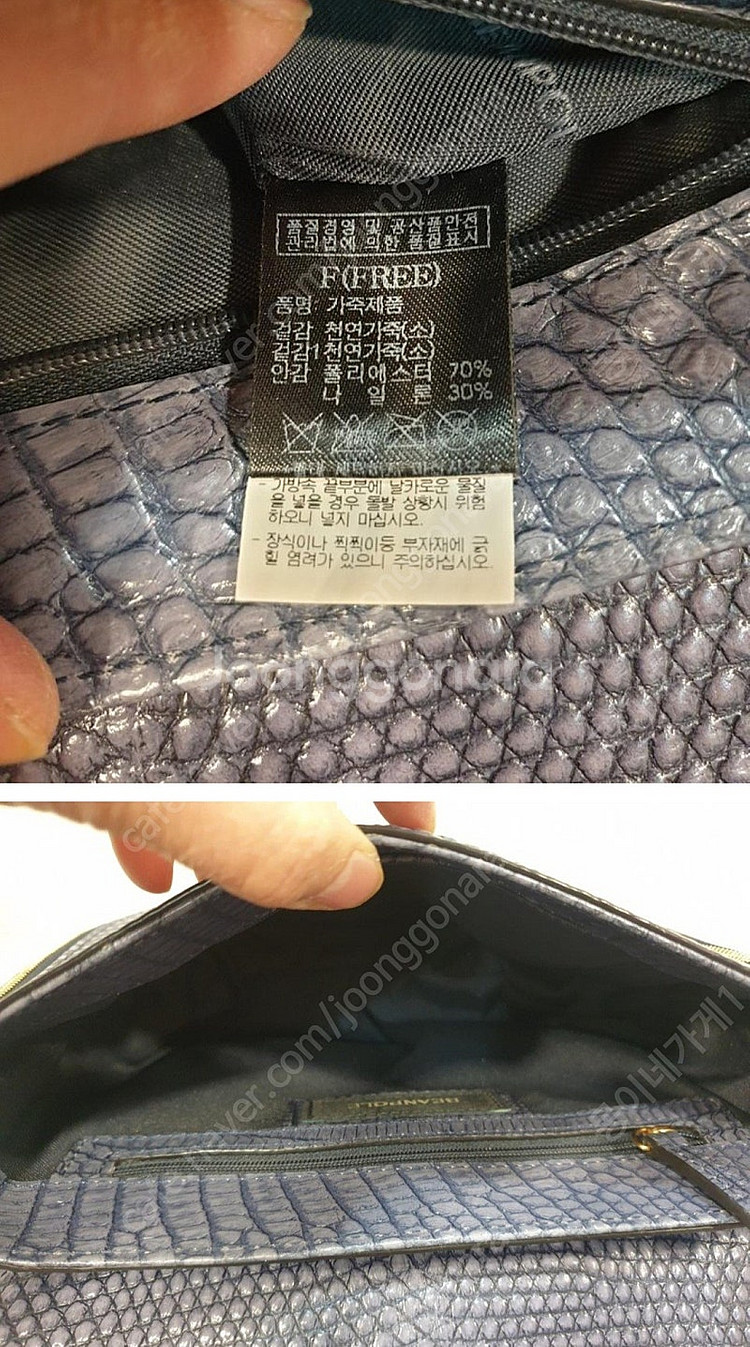 품질경영 및 공산품안전
관리법에 의한 품질표시
F(FREE)
품명 가죽제품
겉감 천연가죽(소)
겉감1천연가죽(소)
안감 폴리에스터 70%
나 일 론 30%
- 가방속 끝부분에 날카로운 물질
을 넣을 경우 돌발 상황시 위험
하오니 넣지 마십시오.
- 장식이나 찍찍이등 부자재에 긁
힐 염려가 있으니 주의하십시오.
Joonggonara
BEANPOLE